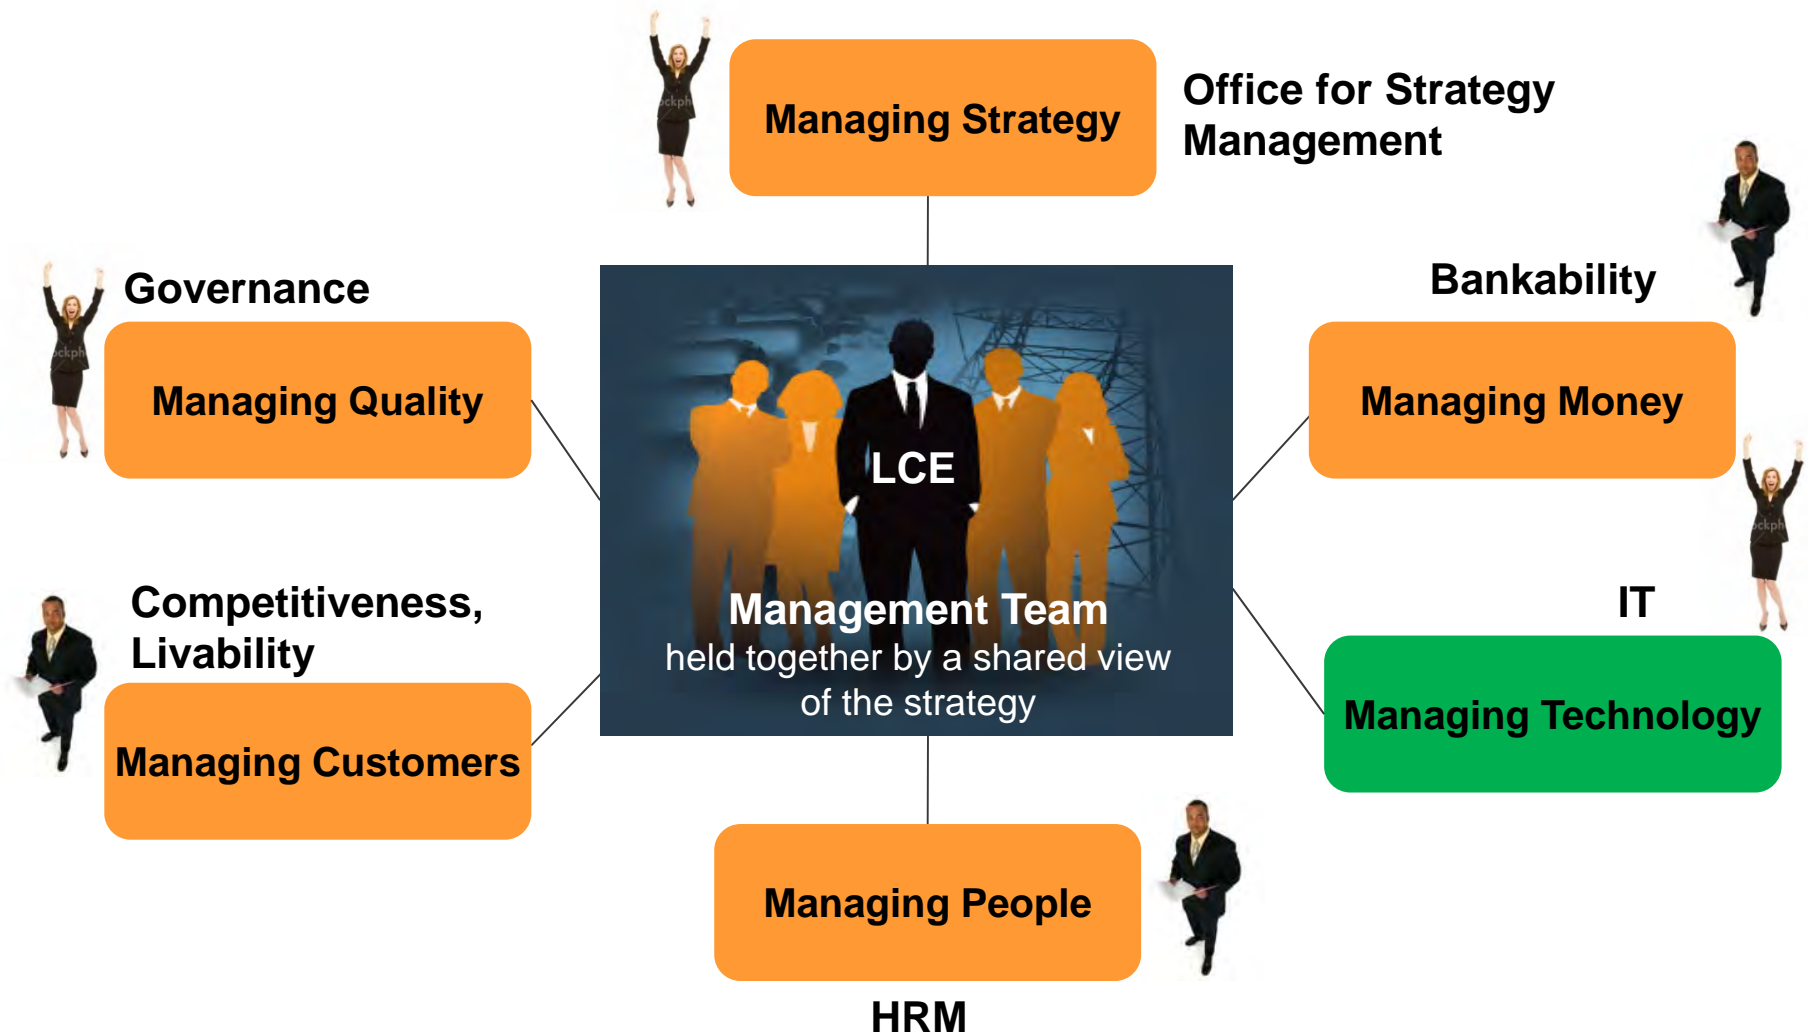 Managing Strategy
Office for Strategy
Management
Governance
Managing Quality
Bankability
Managing Money
LCE
Management Team
held together by a shared view
of the strategy
Competitiveness,
Livability
Managing Customers
IT
Managing Technology
Managing People
HRM